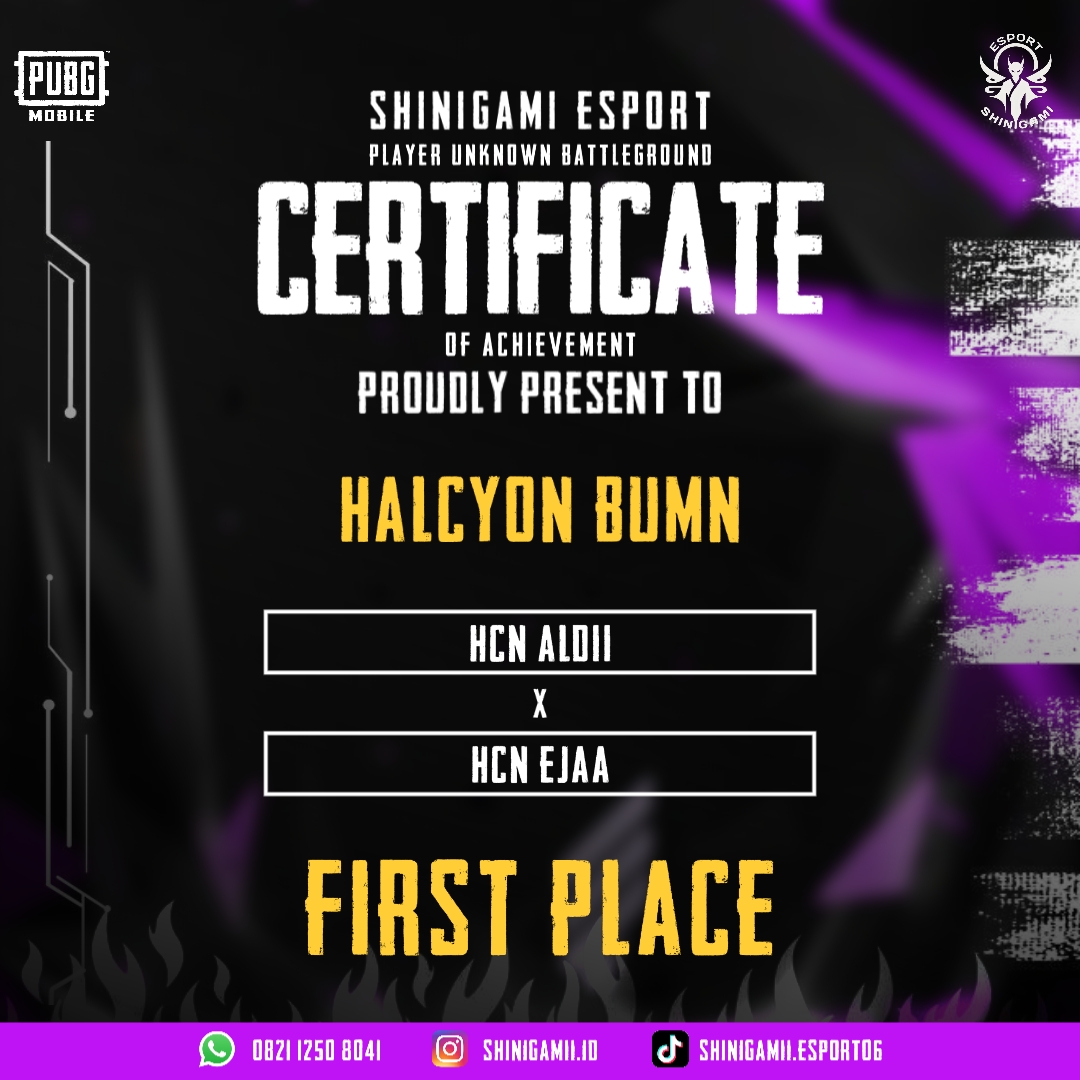 PUBG
MOBILE
ESPORT
SHINIGAMI
SHINIGAMI ESPORT
PLAYER UNKNOWN BATTLEGROUND
CERTIFICATE
OF ACHIEVEMENT
PROUDLY PRESENT TO
HALCYON BUMN
HCN ALDII
X
HCN EJAA
FIRST PLACE
0821 1250 8041
SHINIGAMII.ID
SHINIGAMII.ESPORT06